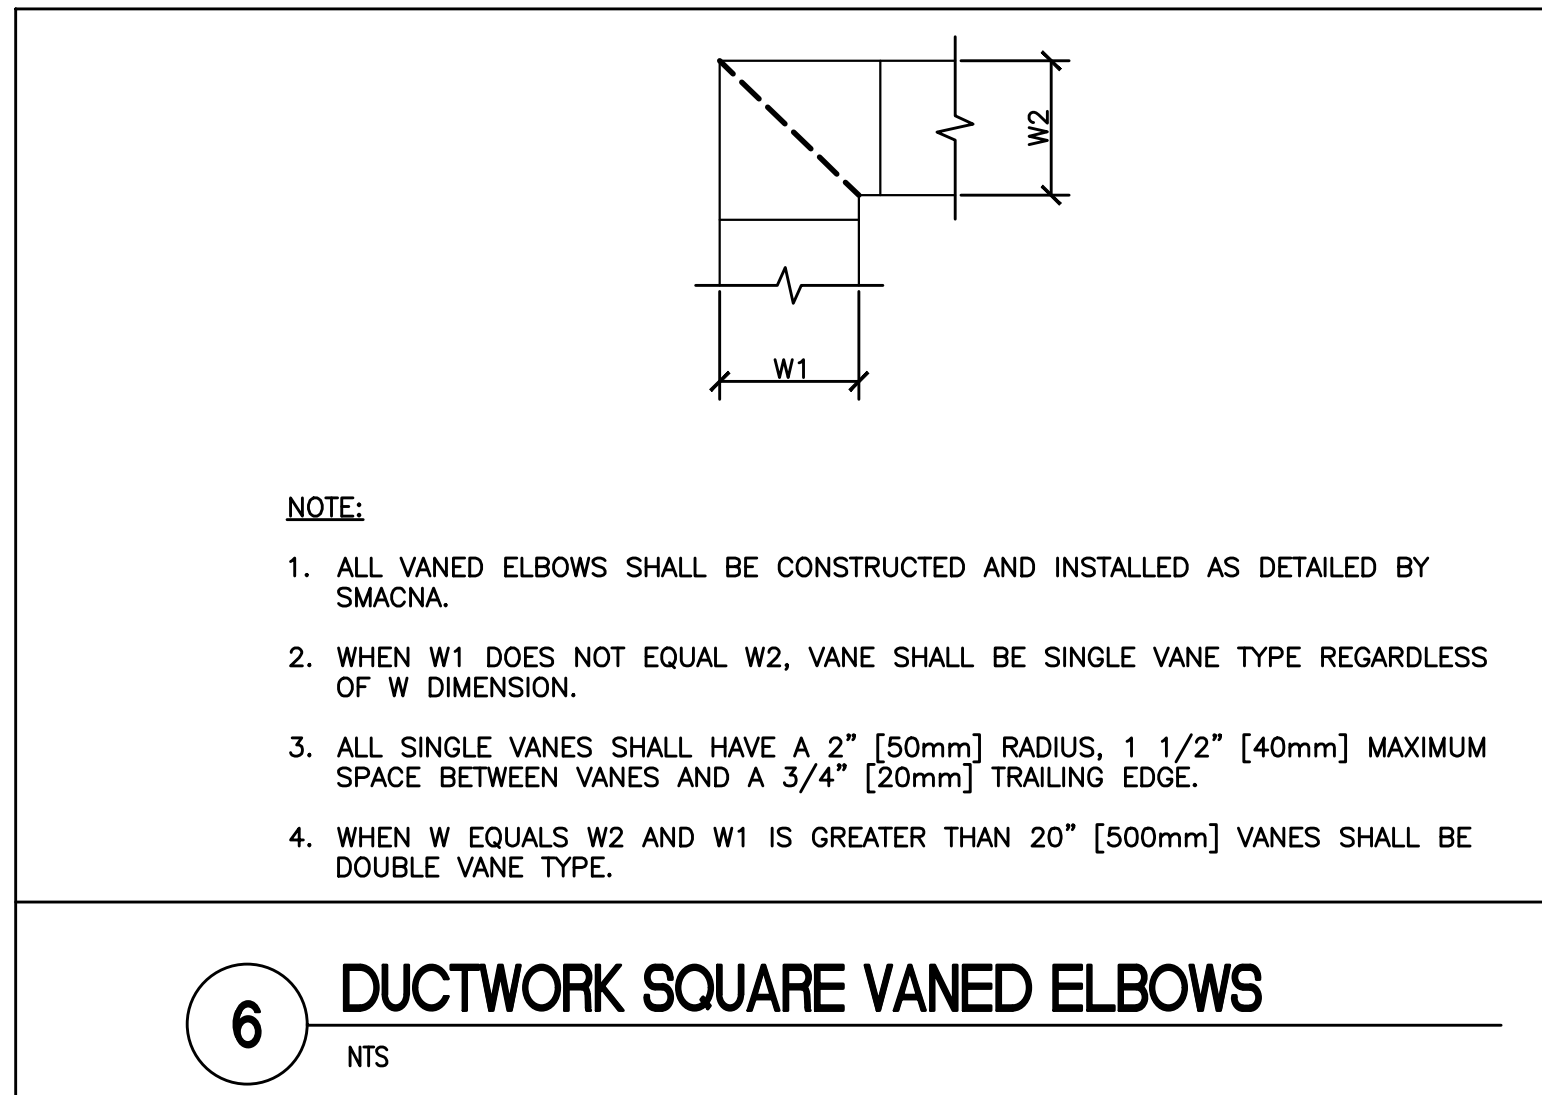 W2
W1
NOTE:
1. ALL VANED ELBOWS SHALL BE CONSTRUCTED AND INSTALLED AS DETAILED BY
SMACNA.
2. WHEN W1 DOES NOT EQUAL W2, VANE SHALL BE SINGLE VANE TYPE REGARDLESS
OF W DIMENSION.
3. ALL SINGLE VANES SHALL HAVE A 2" [50mm] RADIUS, 1 1/2" [40mm] MAXIMUM
SPACE BETWEEN VANES AND A 3/4" [20mm] TRAILING EDGE.
4. WHEN W EQUALS W2 AND W1 IS GREATER THAN 20" [500mm] VANES SHALL BE
DOUBLE VANE TYPE.
6 DUCTWORK SQUARE VANED ELBOWS
NTS